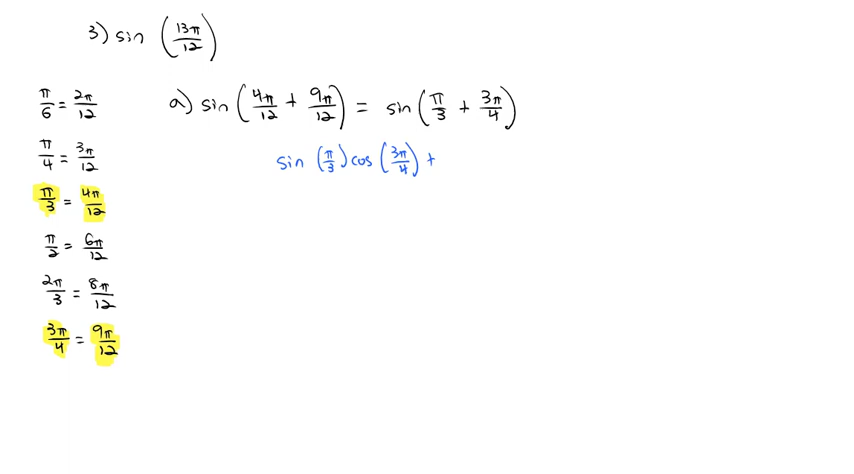 3) sin (13π/12)
π/6 = 2π/12
a) sin (4π/12 + 9π/12) = sin (π/3 + 3π/4)
π/4 = 3π/12
sin (π/3) cos (3π/4) +
π/3 = 4π/12
π/2 = 6π/12
2π/3 = 8π/12
3π/4 = 9π/12